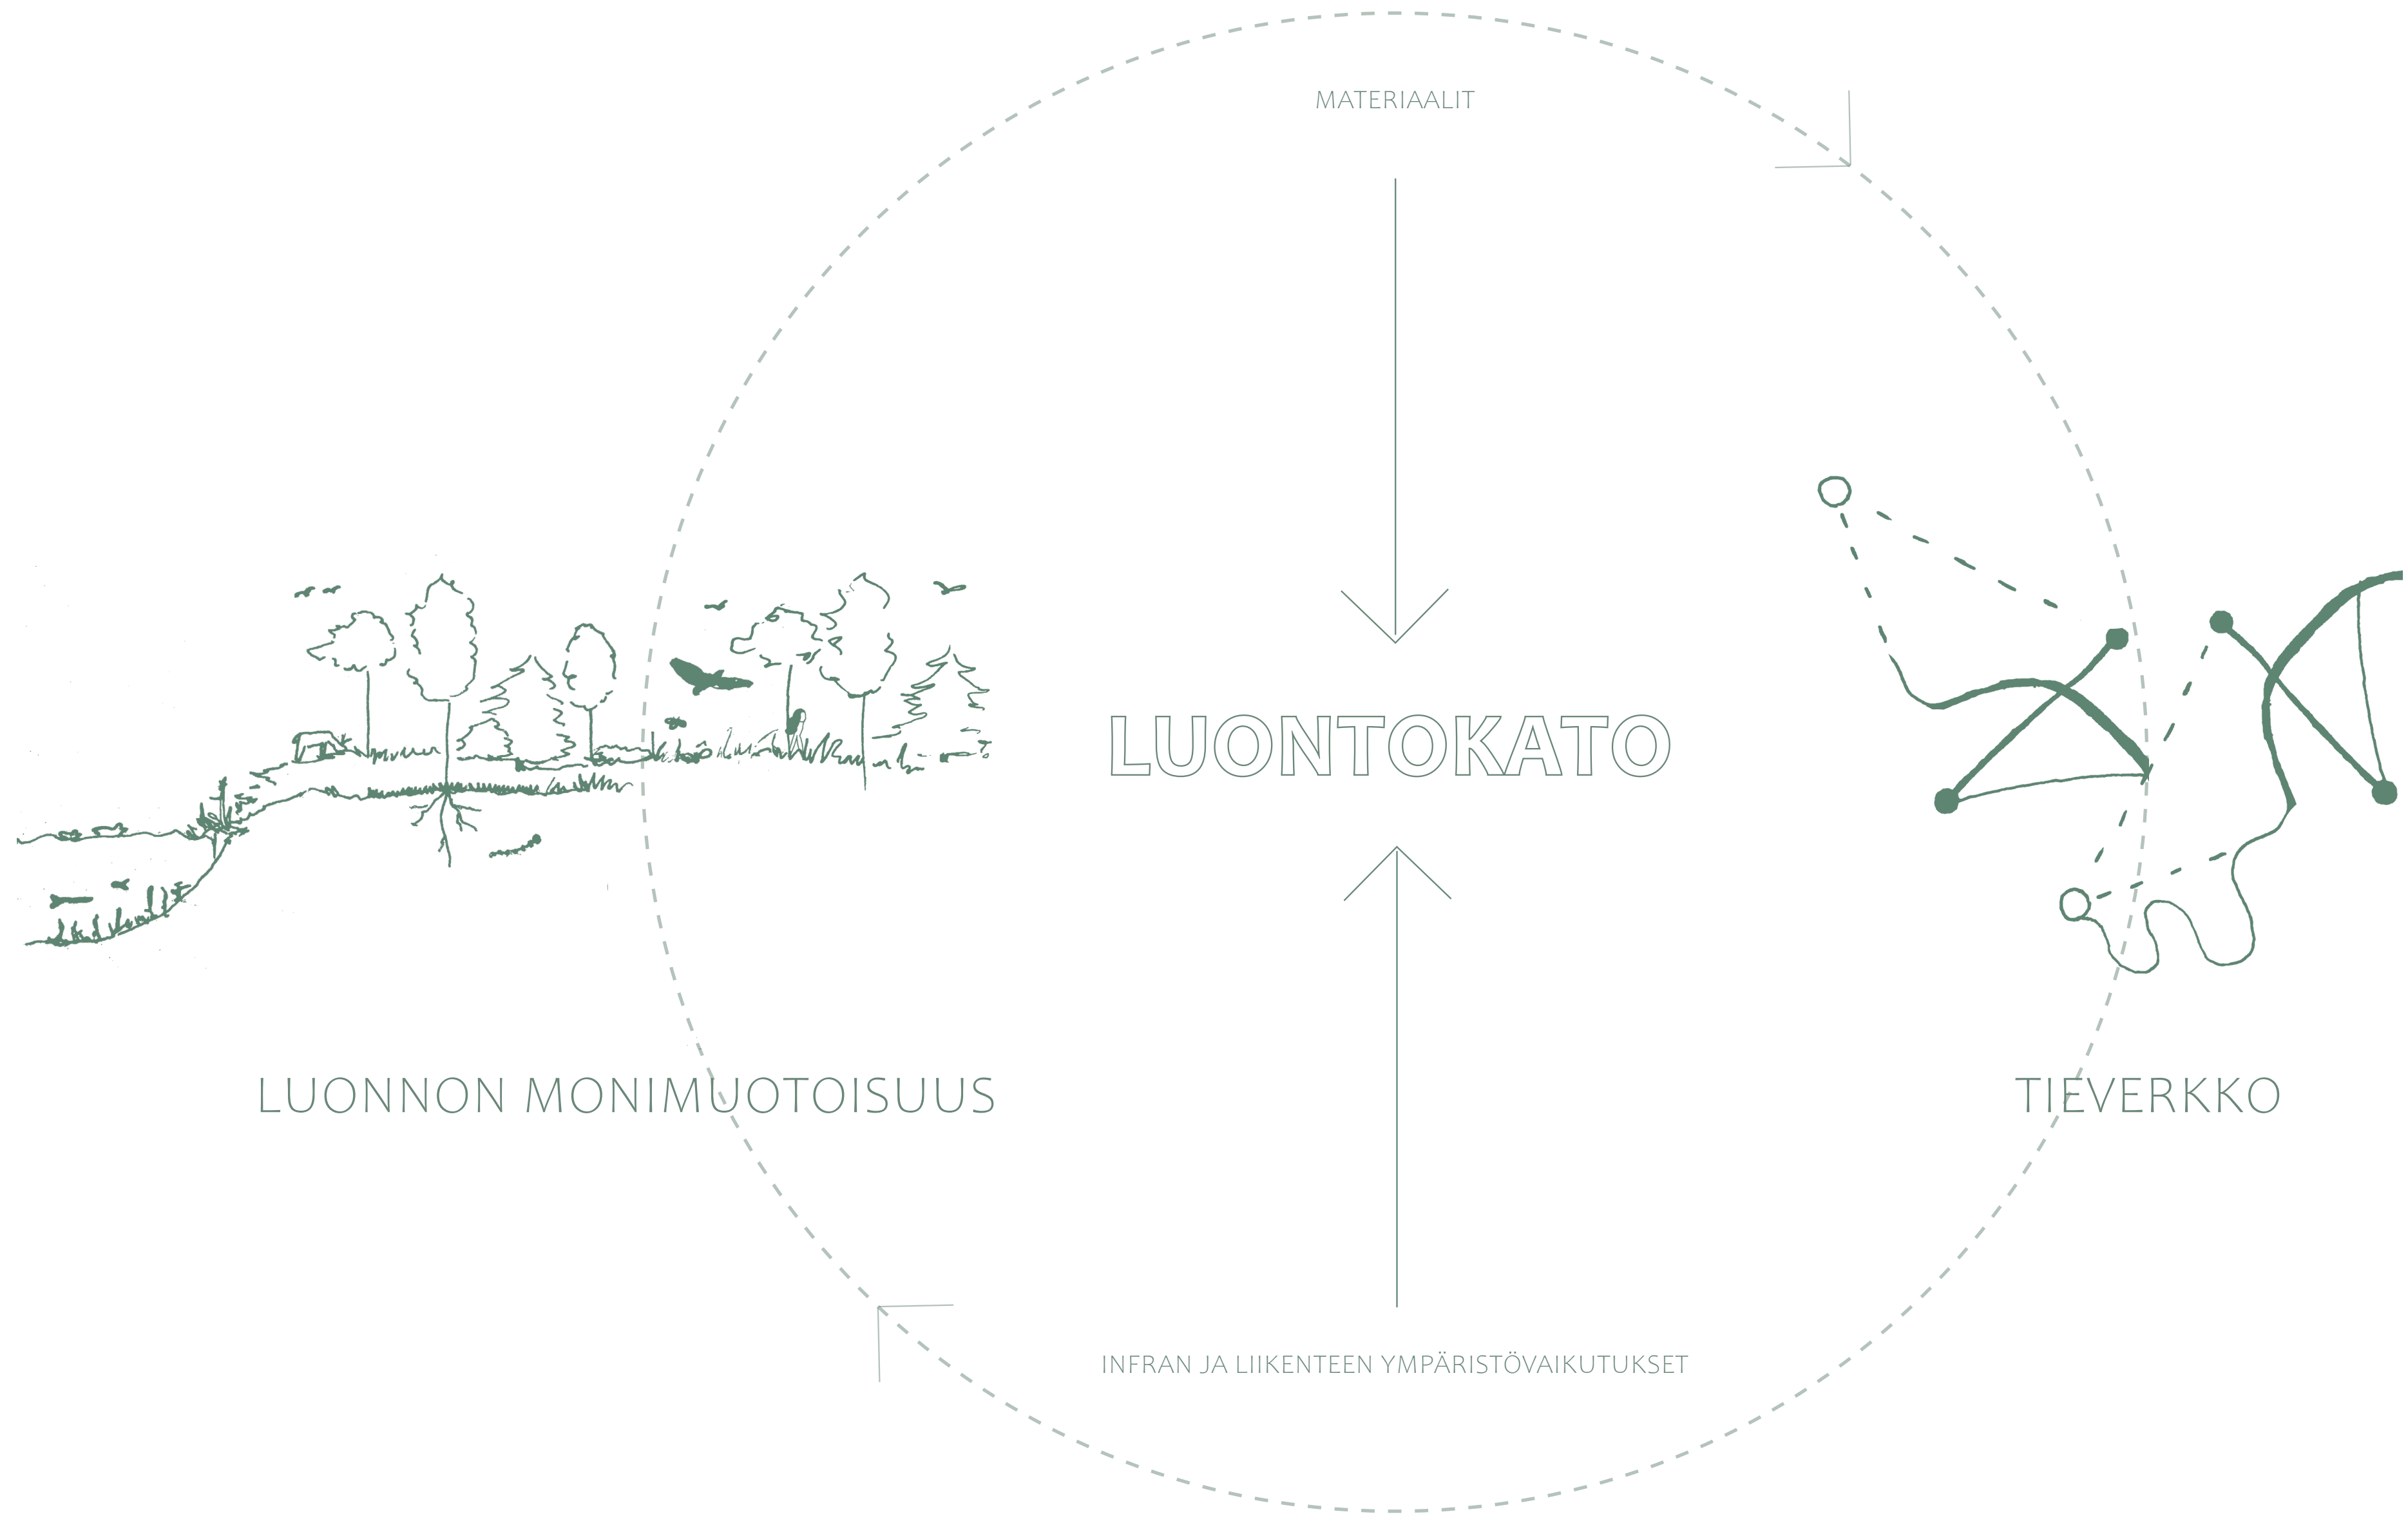 MATERIAALIT
LUONTOKATO
LUONNON MONIMUOTOISUUS
TIEVERKKO
INFRAN JA LIIKENTEEN YMPÄRISTÖVAIKUTUKSET